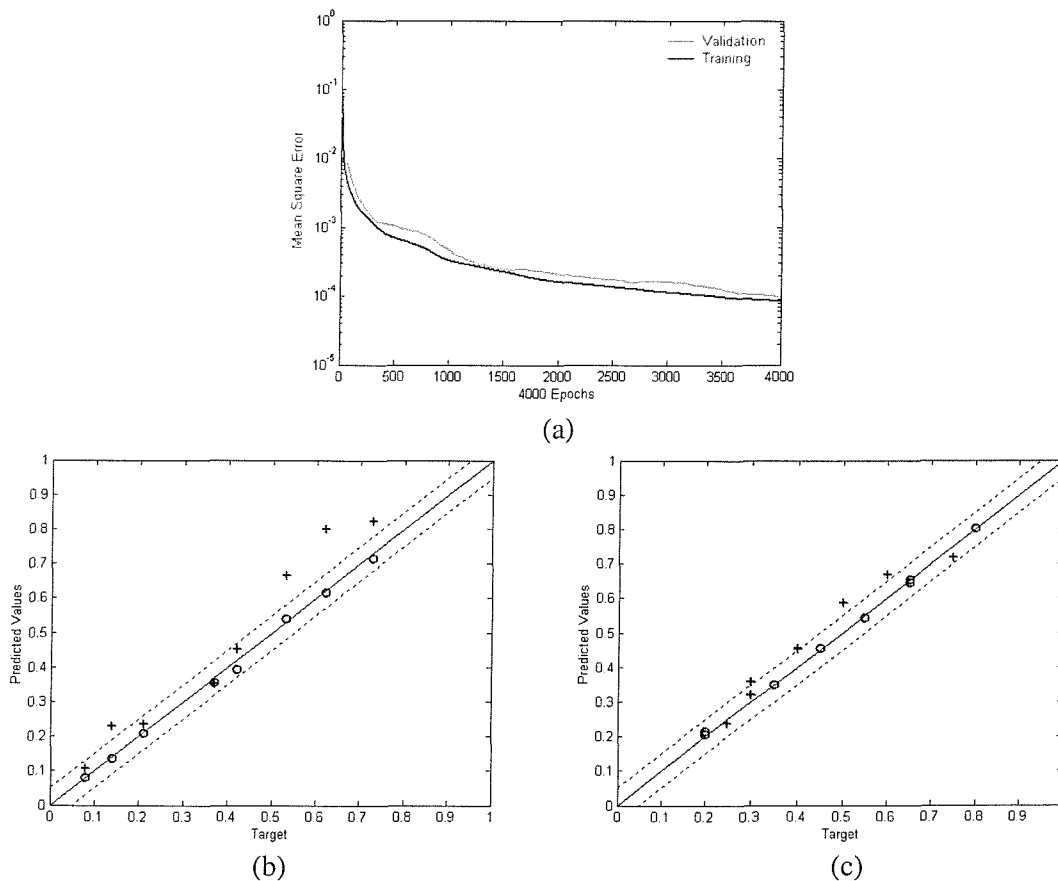 10^0
10^-1
10^-2
10^-3
10^-4
10^-5
Mean Square Error
Validation
Training
0 500 1000 1500 2000 2500 3000 3500 4000
4000 Epochs
(a)
1
0.9
0.8
0.7
0.6
0.5
0.4
0.3
0.2
0.1
0
Predicted Values
0 0.1 0.2 0.3 0.4 0.5 0.6 0.7 0.8 0.9 1
Target
(b)
1
0.9
0.8
0.7
0.6
0.5
0.4
0.3
0.2
0.1
0
Predicted Values
0 0.1 0.2 0.3 0.4 0.5 0.6 0.7 0.8 0.9
Target
(c)